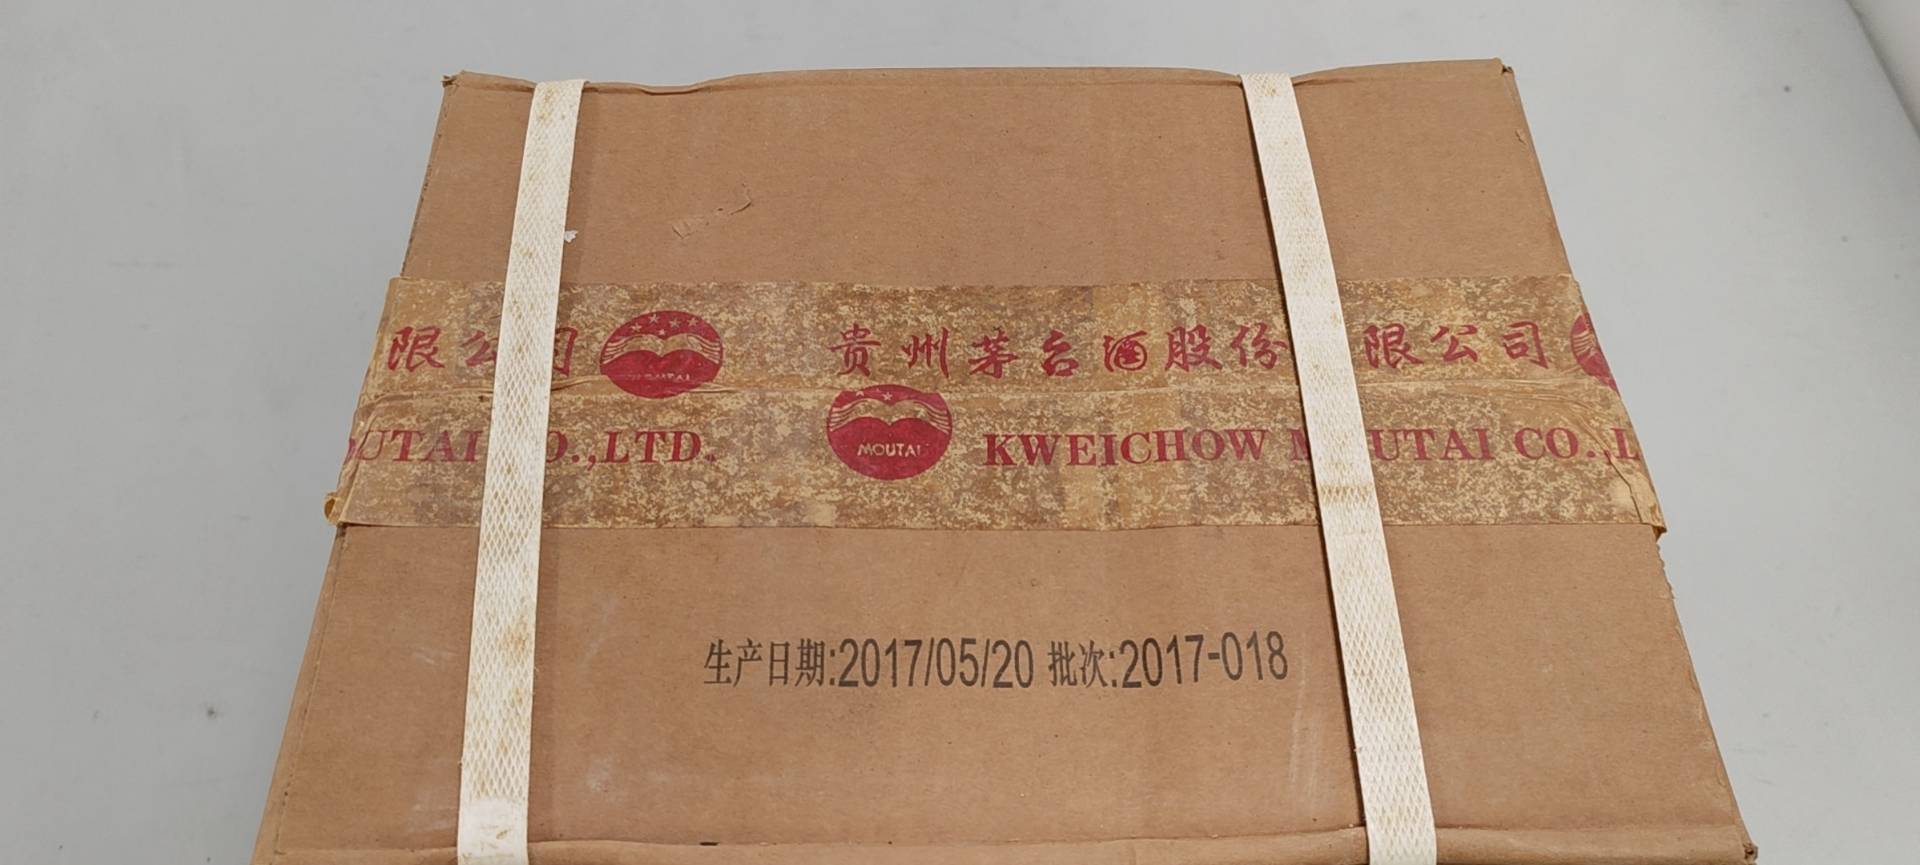 限公司 MOUTAI 贵州茅台酒股份 限公司
OUTAI O.,LTD. MOUTAI KWEICHOW M UTAI CO.,L
生产日期:2017/05/20 批次:2017-018